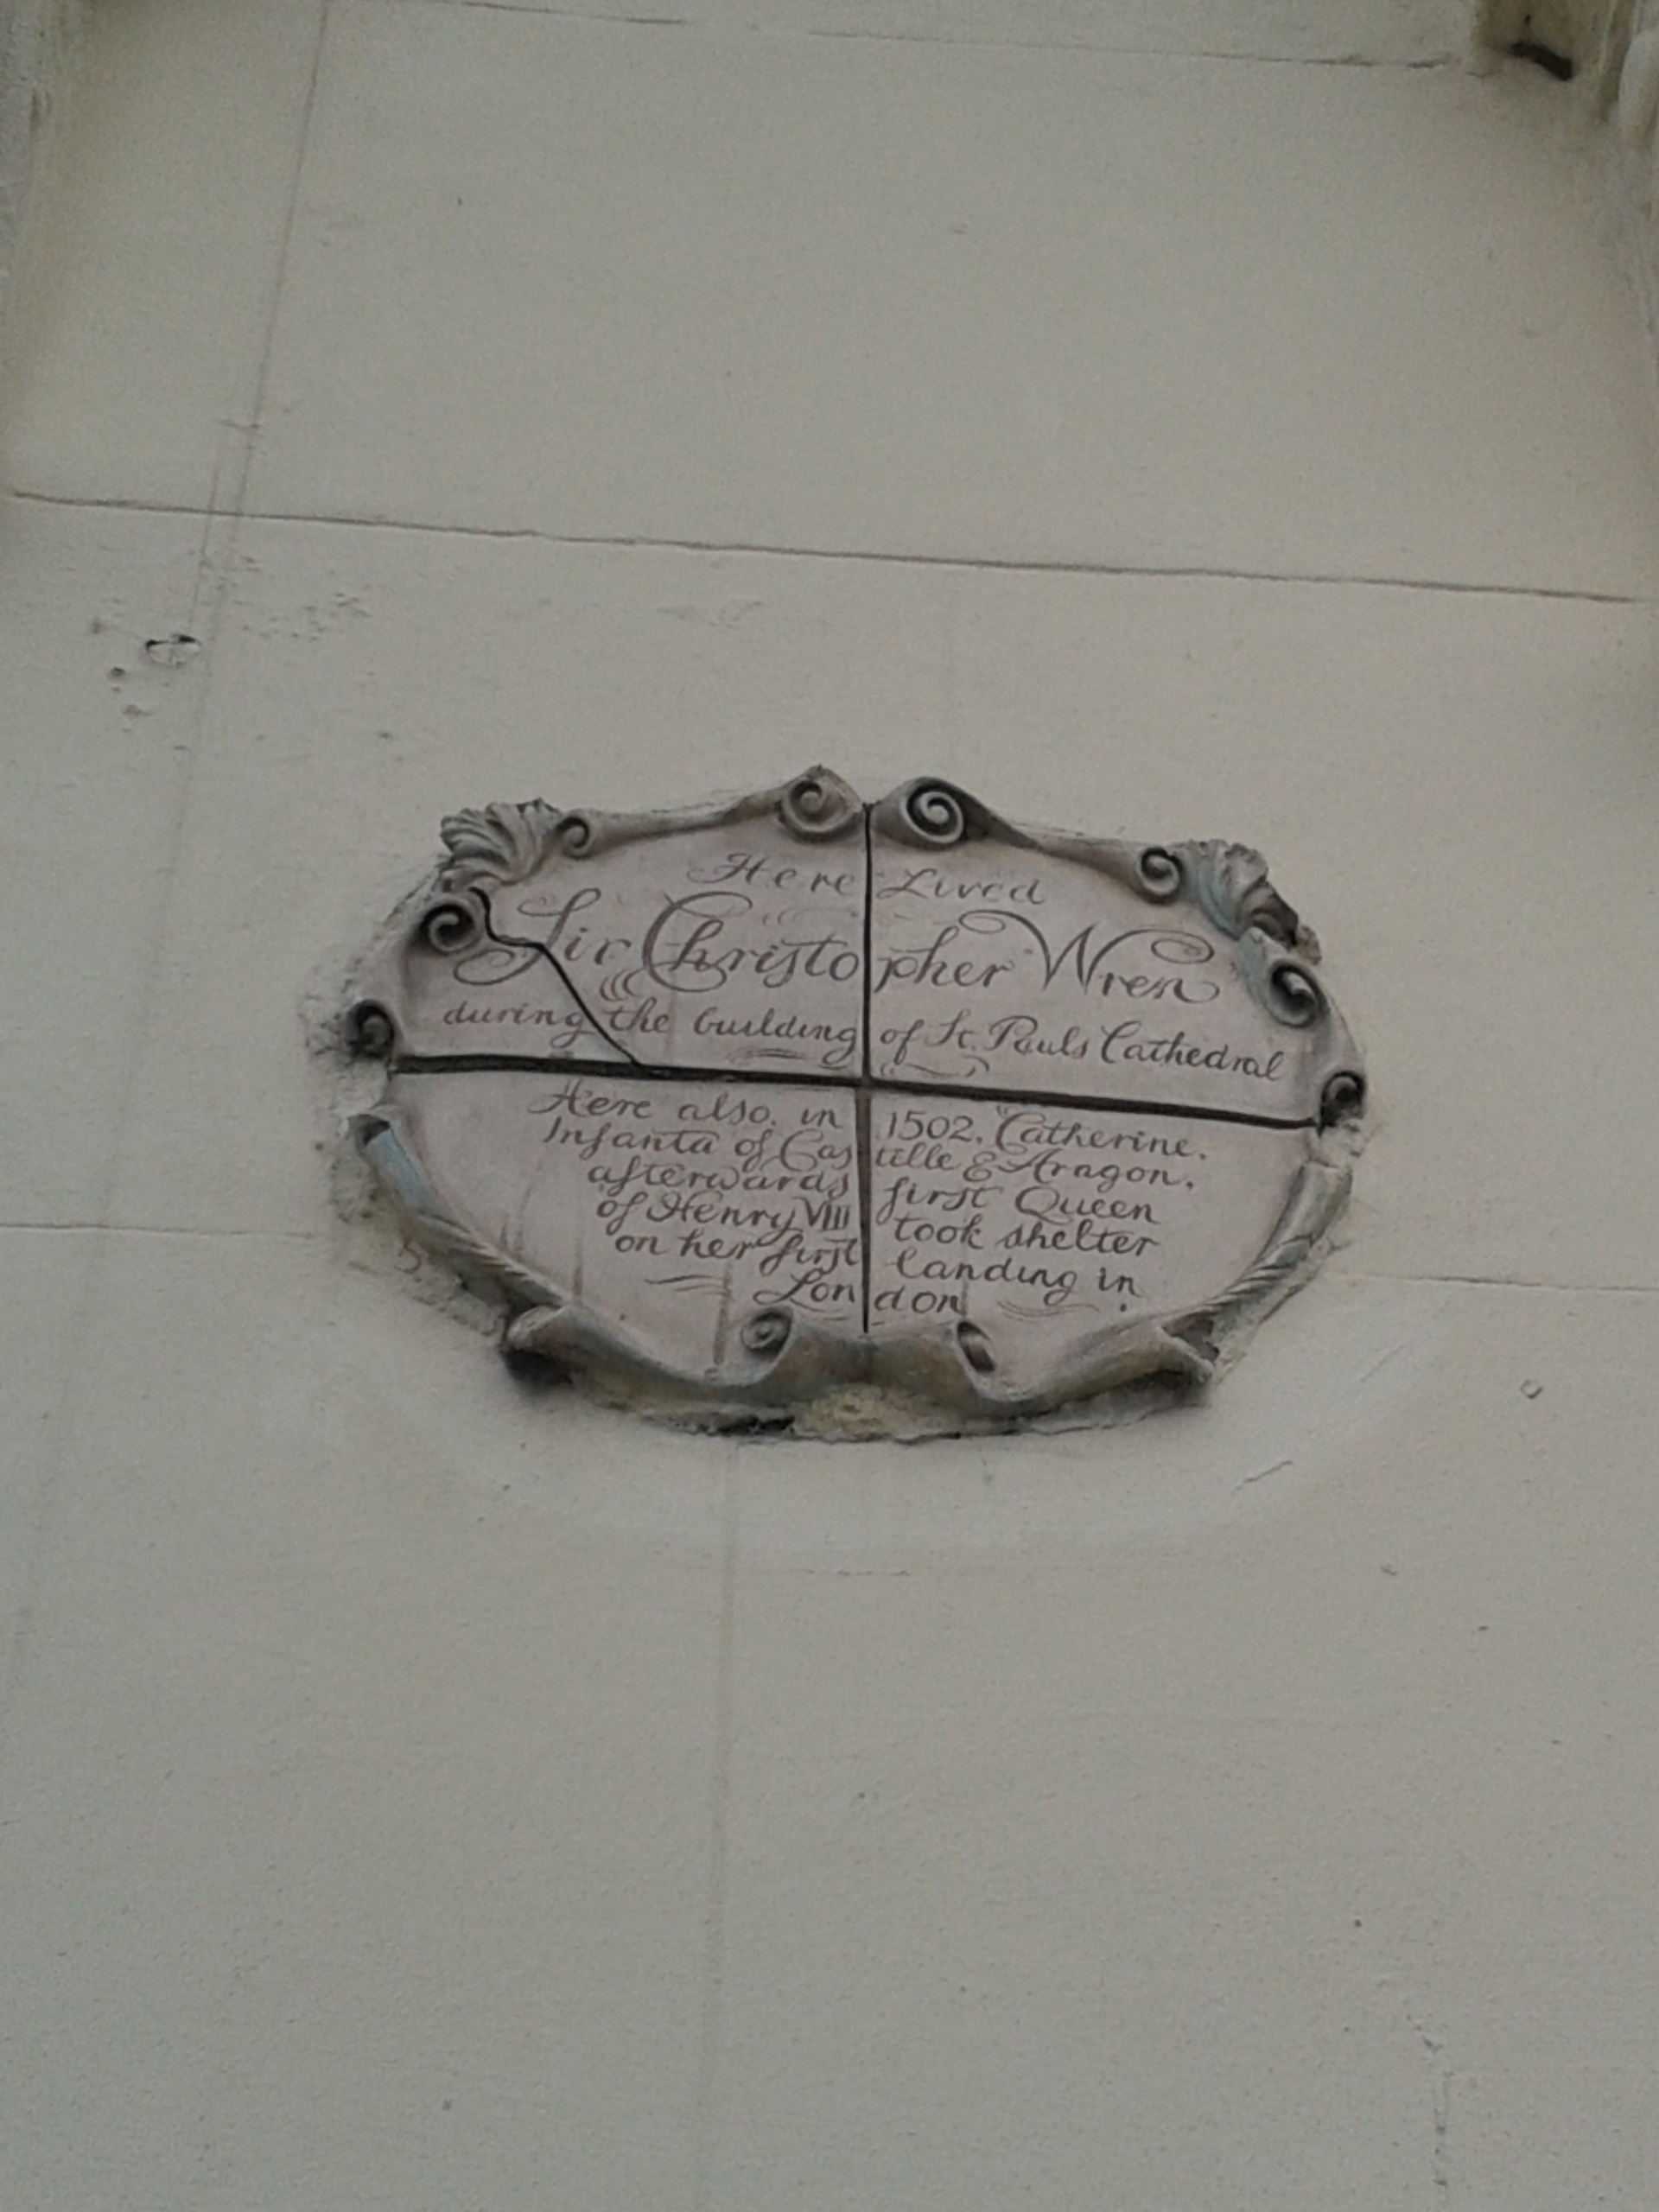 Here Lived
Sir Christopher Wren
during the building of St. Pauls Cathedral
Here also, in 1502, Catherine,
Infanta of Castille & Aragon,
afterwards first Queen
of Henry VIII took shelter
on her first landing in
London